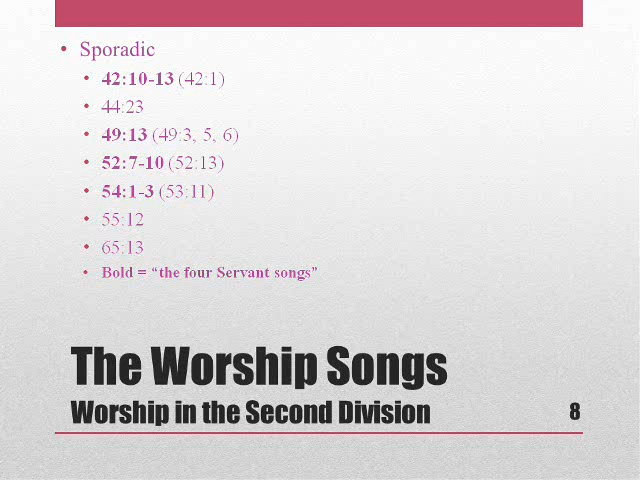 • Sporadic
• 42:10-13 (42:1)
• 44:23
• 49:13 (49:3, 5, 6)
• 52:7-10 (52:13)
• 54:1-3 (53:11)
• 55:12
• 65:13
• Bold = “the four Servant songs”
The Worship Songs
Worship in the Second Division
8